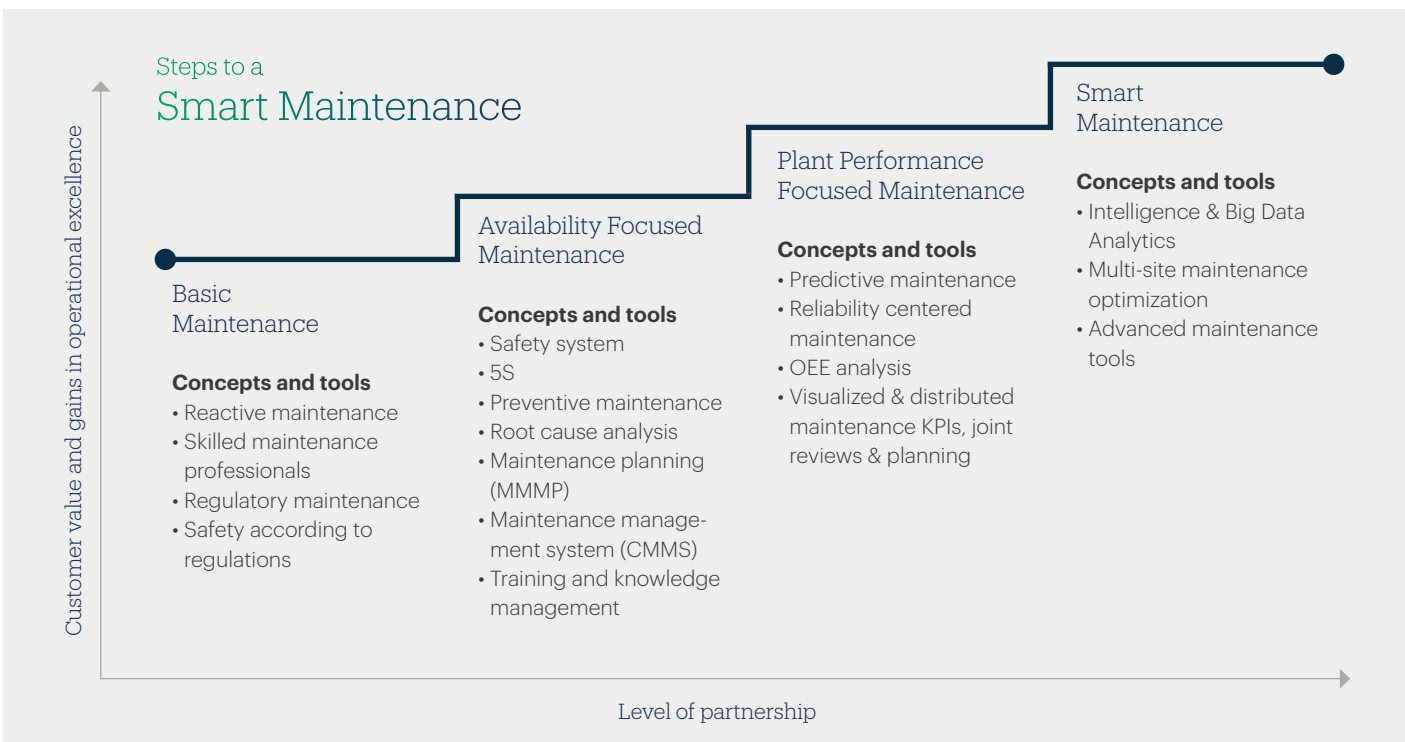 Steps to a
Smart Maintenance
Customer value and gains in operational excellence
Basic
Maintenance
Concepts and tools
• Reactive maintenance
• Skilled maintenance
professionals
• Regulatory maintenance
• Safety according to
regulations
Availability Focused
Maintenance
Concepts and tools
• Safety system
• 5S
• Preventive maintenance
• Root cause analysis
• Maintenance planning
(MMMP)
• Maintenance manage-
ment system (CMMS)
• Training and knowledge
management
Plant Performance
Focused Maintenance
Concepts and tools
• Predictive maintenance
• Reliability centered
maintenance
• OEE analysis
• Visualized & distributed
maintenance KPIs, joint
reviews & planning
Smart
Maintenance
Concepts and tools
• Intelligence & Big Data
Analytics
• Multi-site maintenance
optimization
• Advanced maintenance
tools
Level of partnership